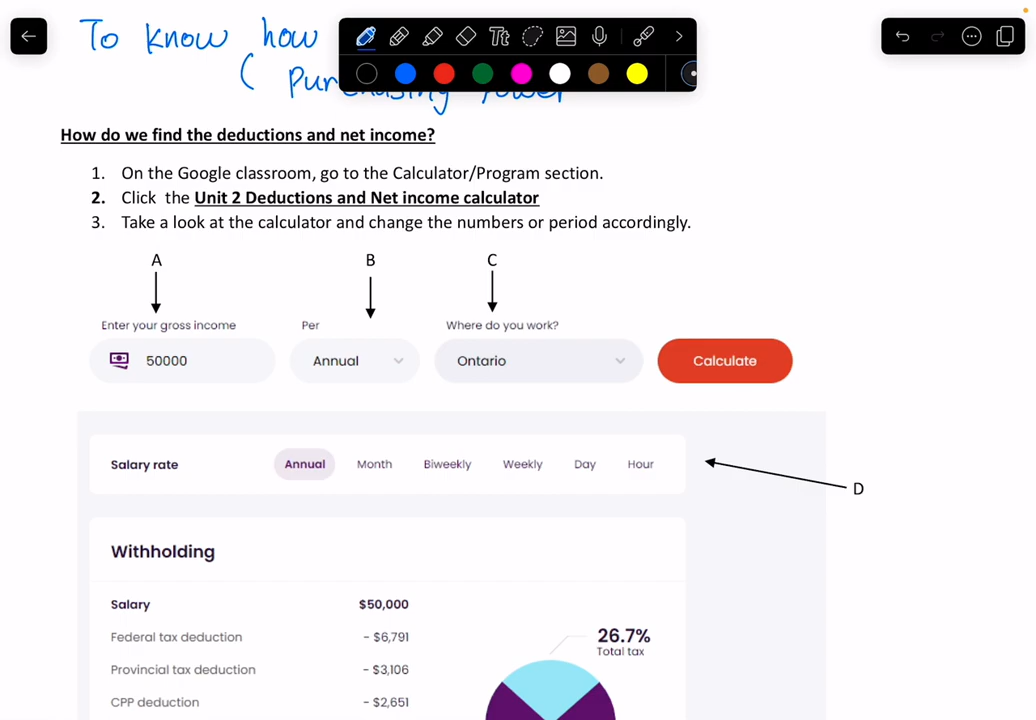 To know how
( Purchasing Power
How do we find the deductions and net income?
1. On the Google classroom, go to the Calculator/Program section.
2. Click the Unit 2 Deductions and Net income calculator
3. Take a look at the calculator and change the numbers or period accordingly.
A B C
Enter your gross income Per Where do you work?
50000 Annual Ontario Calculate
Salary rate Annual Month Biweekly Weekly Day Hour
D
Withholding
Salary $50,000
Federal tax deduction - $6,791
26.7%
Total tax
Provincial tax deduction - $3,106
CPP deduction - $2,651